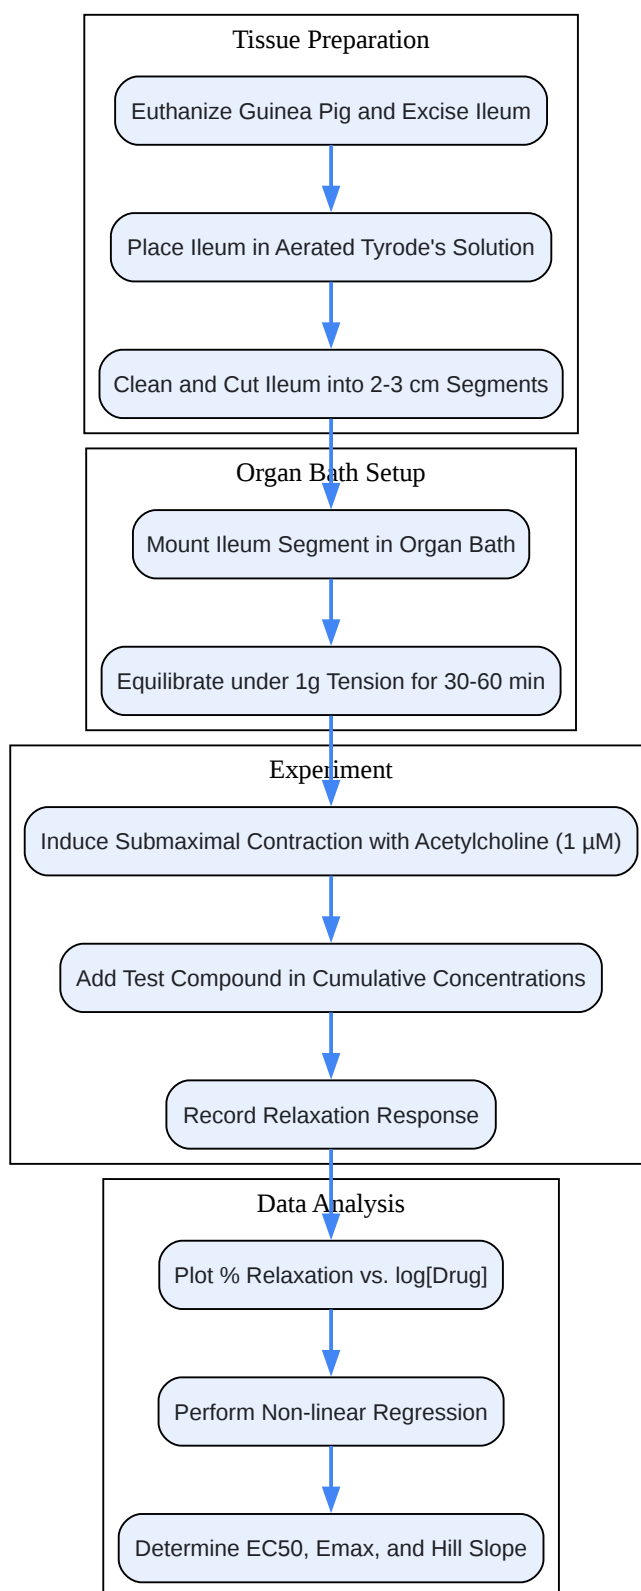 Tissue Preparation
Euthanize Guinea Pig and Excise Ileum
Place Ileum in Aerated Tyrode's Solution
Clean and Cut Ileum into 2-3 cm Segments
Organ Bath Setup
Mount Ileum Segment in Organ Bath
Equilibrate under 1g Tension for 30-60 min
Experiment
Induce Submaximal Contraction with Acetylcholine (1 µM)
Add Test Compound in Cumulative Concentrations
Record Relaxation Response
Data Analysis
Plot % Relaxation vs. log[Drug]
Perform Non-linear Regression
Determine EC50, Emax, and Hill Slope